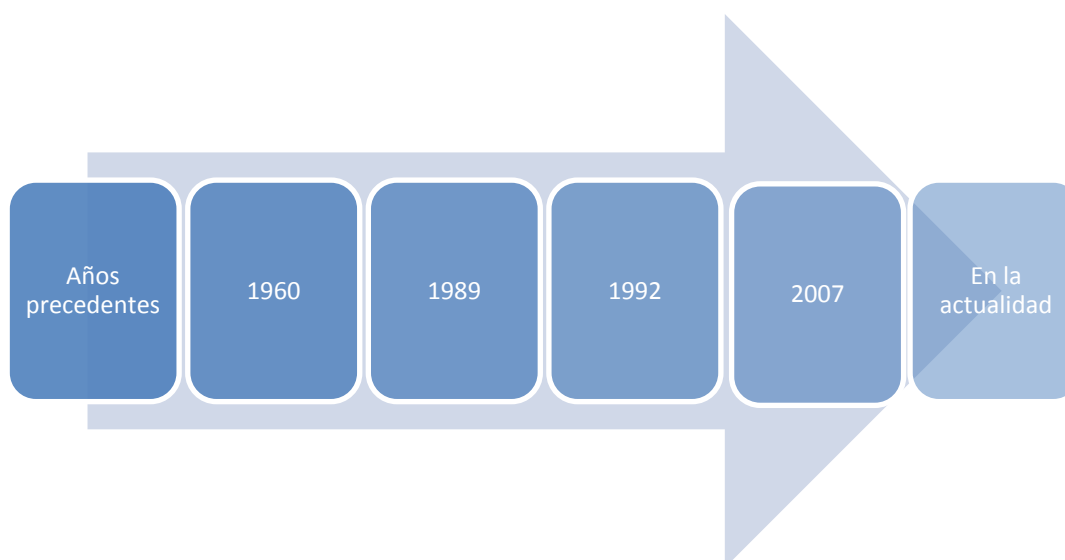 Años
precedentes
1960
1989
1992
2007
En la
actualidad